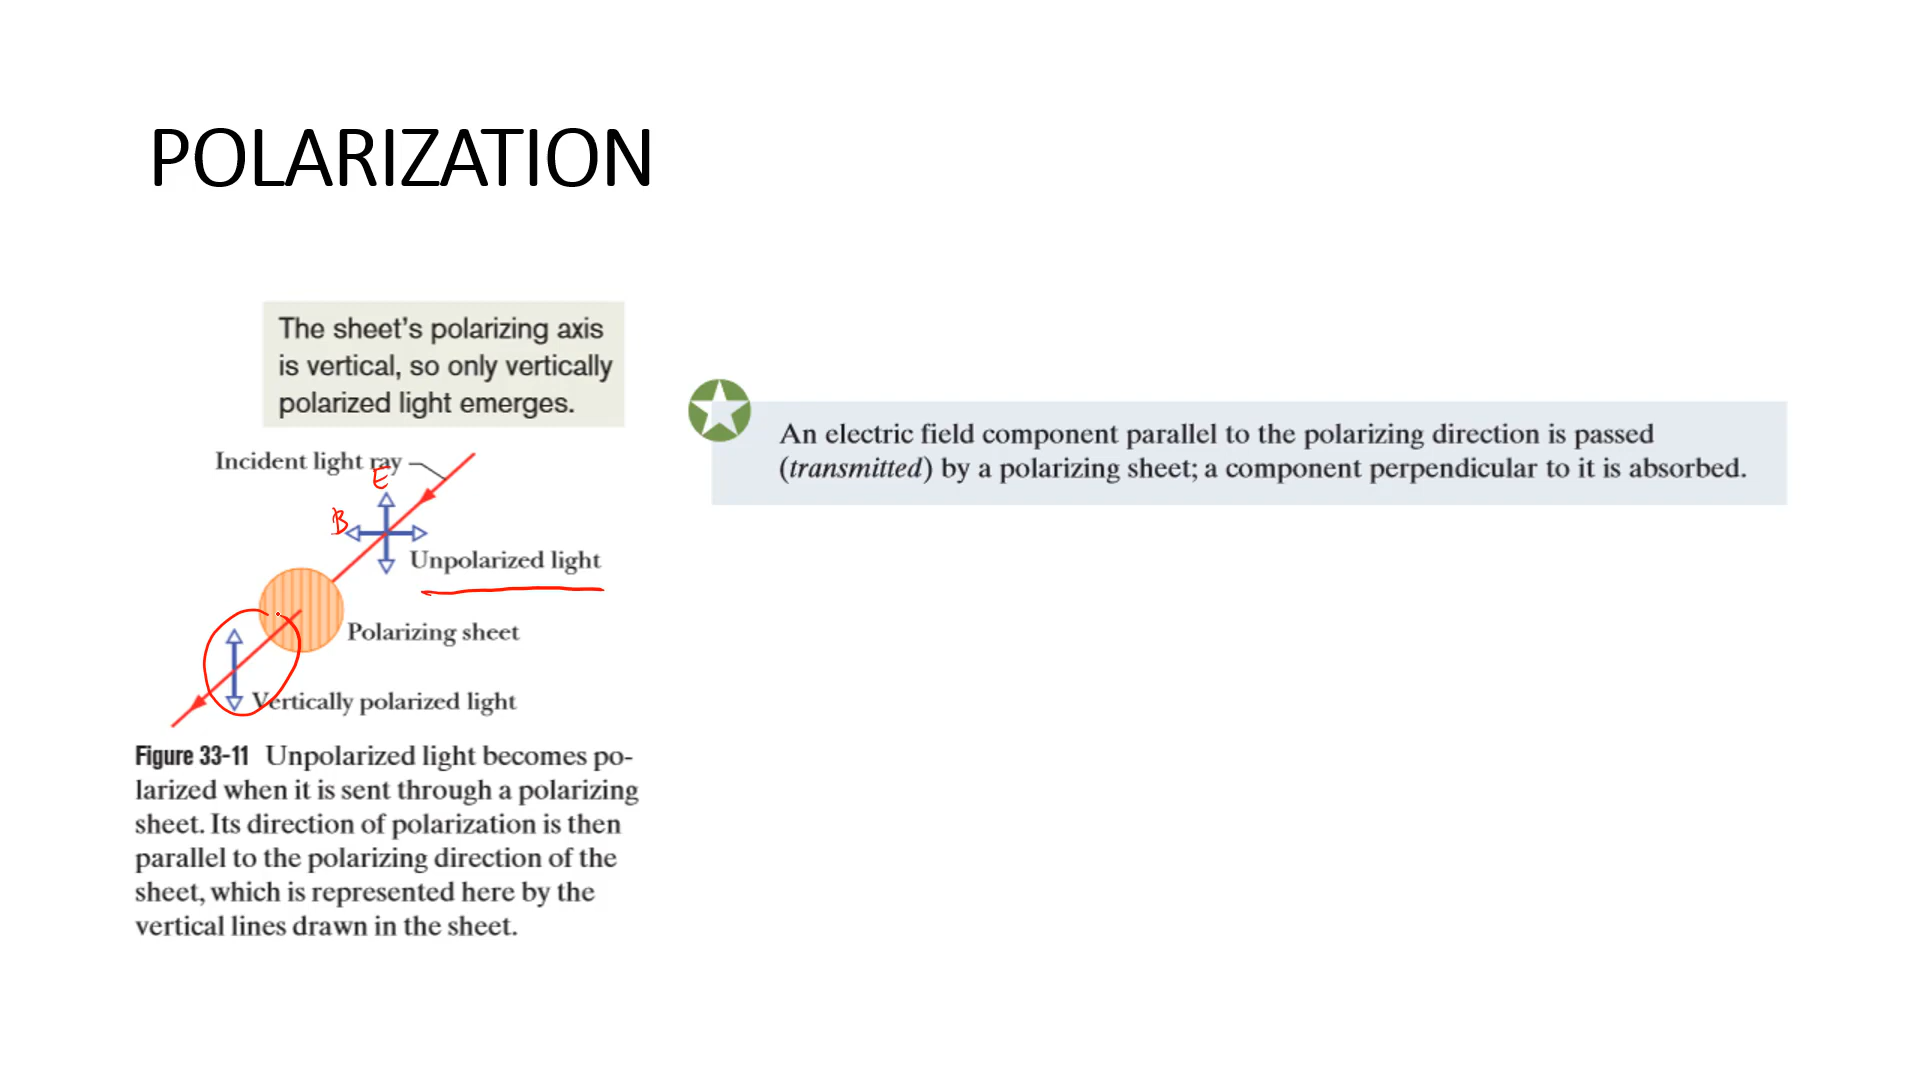 POLARIZATION
The sheet's polarizing axis
is vertical, so only vertically
polarized light emerges.
An electric field component parallel to the polarizing direction is passed
(transmitted) by a polarizing sheet; a component perpendicular to it is absorbed.
Incident light ray
E
B
Unpolarized light
Polarizing sheet
Vertically polarized light
Figure 33-11 Unpolarized light becomes po-
larized when it is sent through a polarizing
sheet. Its direction of polarization is then
parallel to the polarizing direction of the
sheet, which is represented here by the
vertical lines drawn in the sheet.